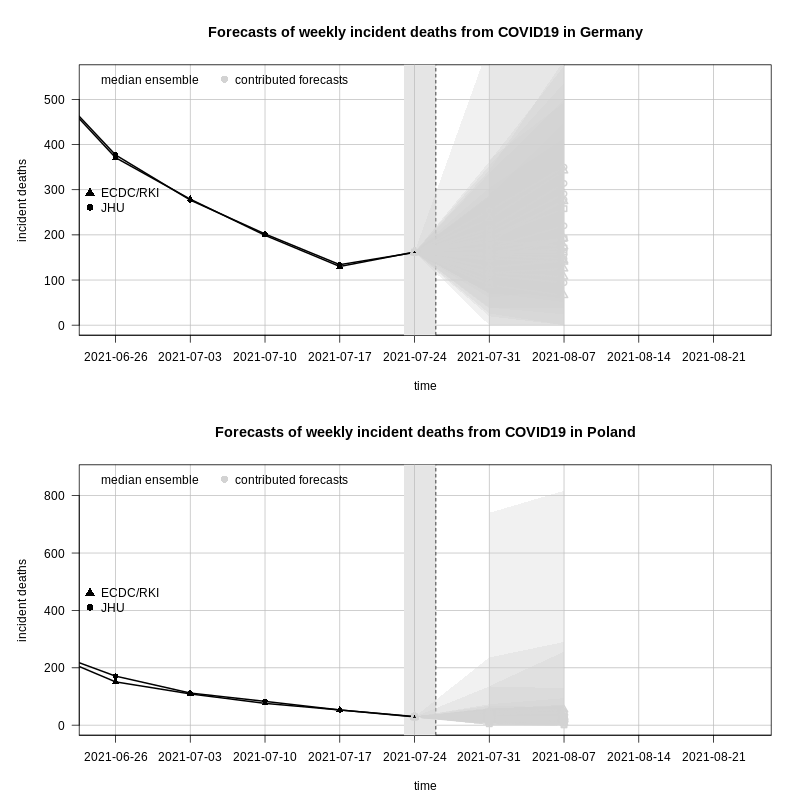 Forecasts of weekly incident deaths from COVID19 in Germany
median ensemble contributed forecasts
500
400
300
200
100
0
incident deaths
ECDC/RKI
JHU
2021-06-26 2021-07-03 2021-07-10 2021-07-17 2021-07-24 2021-07-31 2021-08-07 2021-08-14 2021-08-21
time
Forecasts of weekly incident deaths from COVID19 in Poland
median ensemble contributed forecasts
800
600
400
200
0
incident deaths
ECDC/RKI
JHU
2021-06-26 2021-07-03 2021-07-10 2021-07-17 2021-07-24 2021-07-31 2021-08-07 2021-08-14 2021-08-21
time